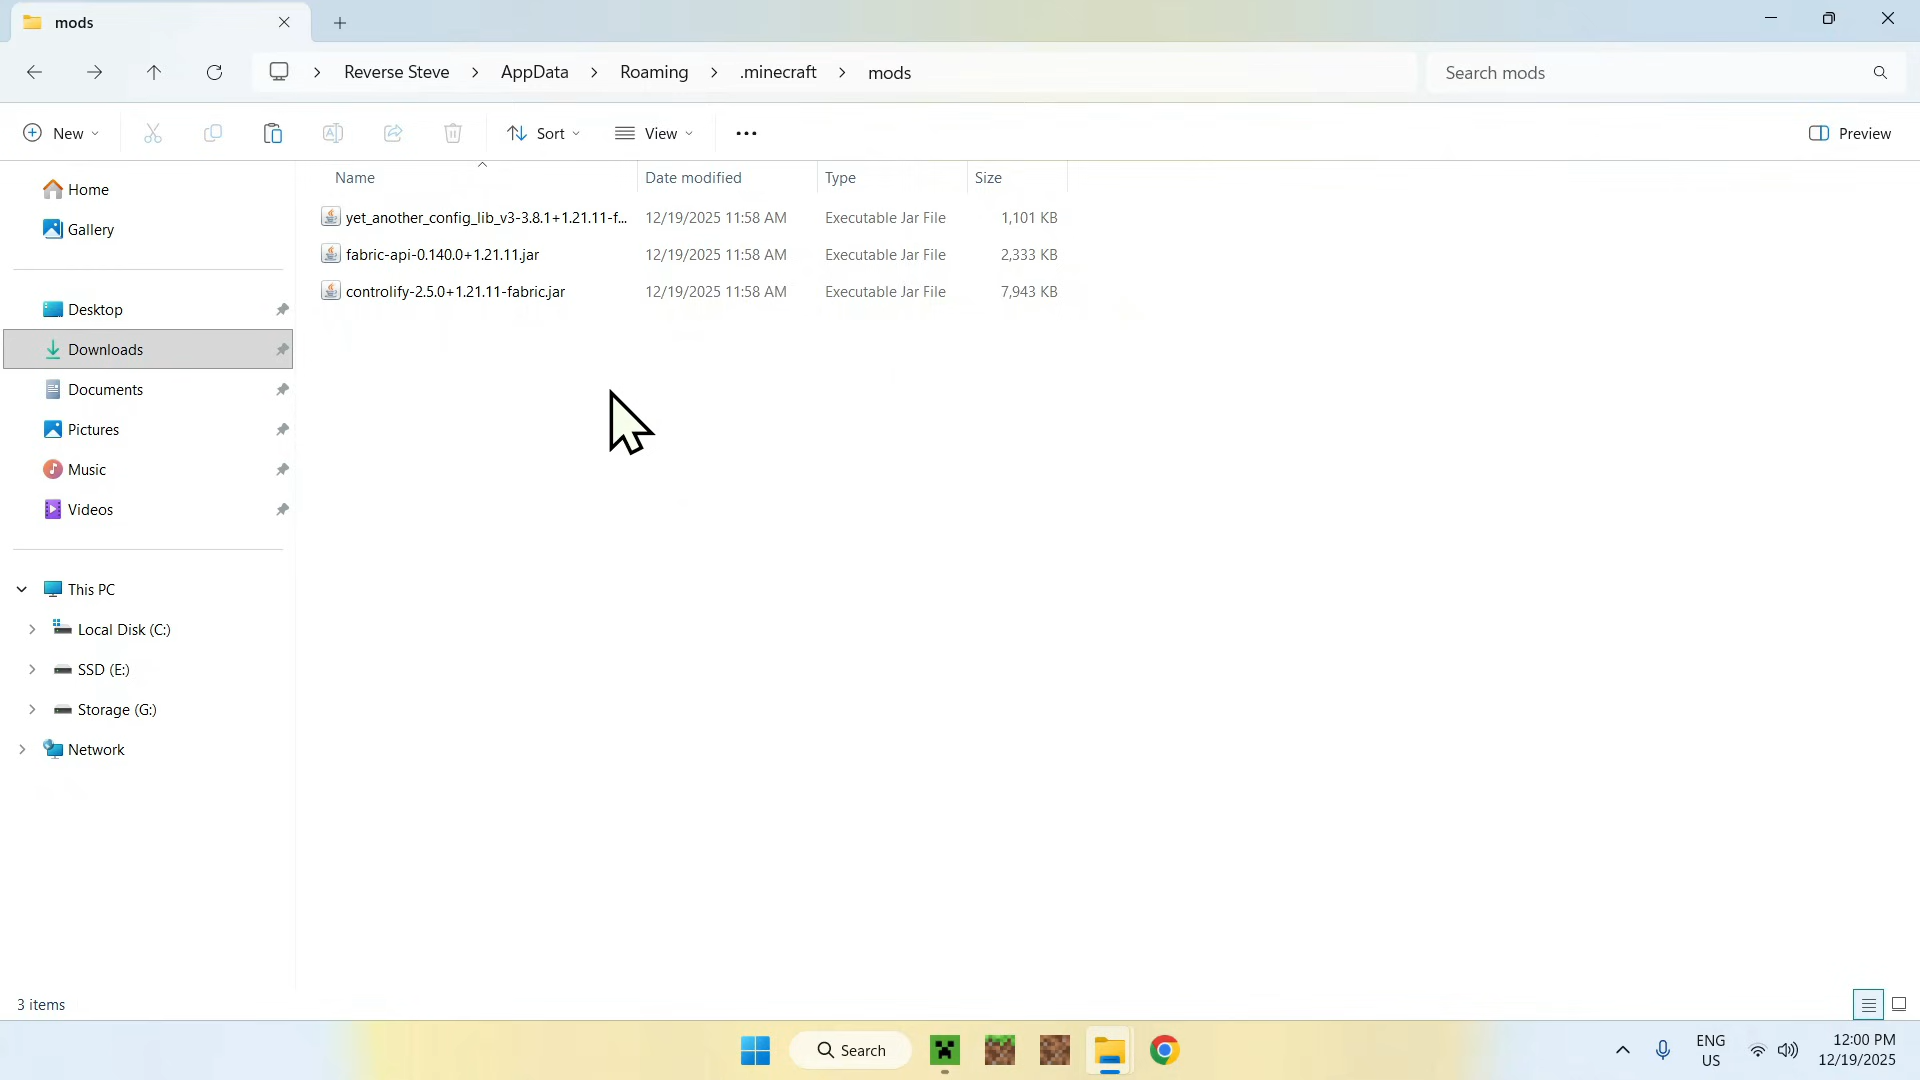 mods
Reverse Steve > AppData > Roaming > .minecraft > mods
Search mods
New
Sort
View
Preview
Name Date modified Type Size
yet_another_config_lib_v3-3.8.1+1.21.11-f... 12/19/2025 11:58 AM Executable Jar File 1,101 KB
fabric-api-0.140.0+1.21.11.jar 12/19/2025 11:58 AM Executable Jar File 2,333 KB
controlify-2.5.0+1.21.11-fabric.jar 12/19/2025 11:58 AM Executable Jar File 7,943 KB
Home
Gallery
Desktop
Downloads
Documents
Pictures
Music
Videos
This PC
Local Disk (C:)
SSD (E:)
Storage (G:)
Network
3 items
Search
ENG
US
12:00 PM
12/19/2025